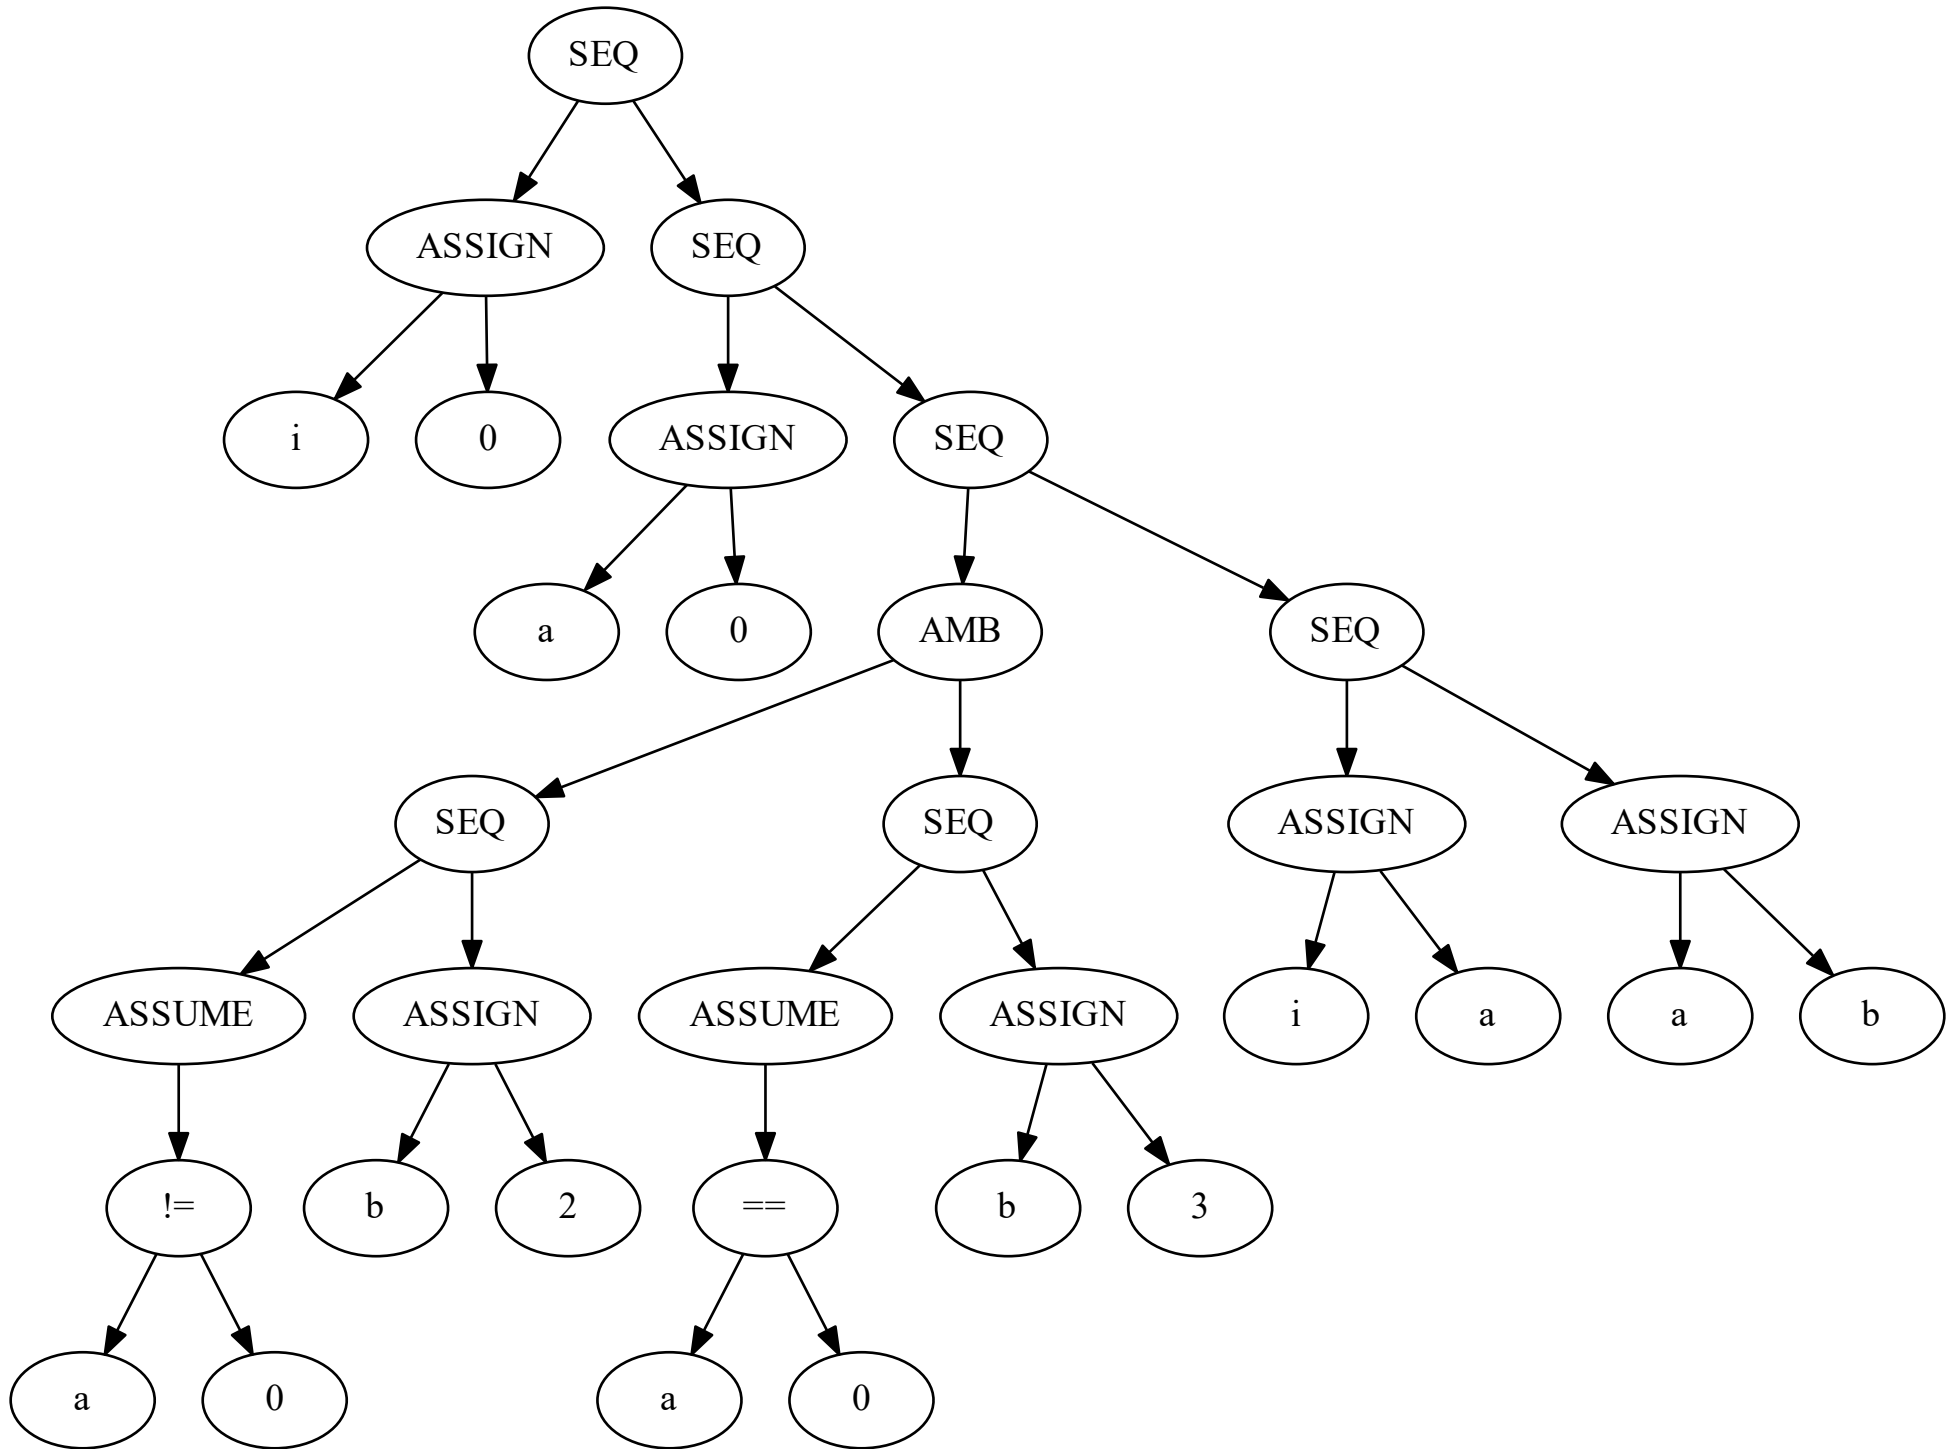 SEQ
ASSIGN SEQ
i 0 ASSIGN SEQ
a 0 AMB SEQ
SEQ SEQ ASSIGN ASSIGN
ASSUME ASSIGN ASSUME ASSIGN i a a b
!= b 2 == b 3
a 0 a 0